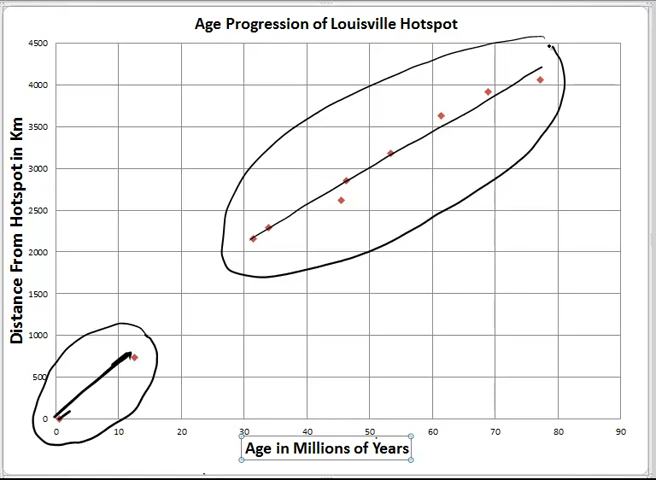 Age Progression of Louisville Hotspot
4500
4000
3500
3000
2500
2000
1500
1000
500
0
Distance From Hotspot in Km
0 10 20 30 40 50 60 70 80 90
Age in Millions of Years